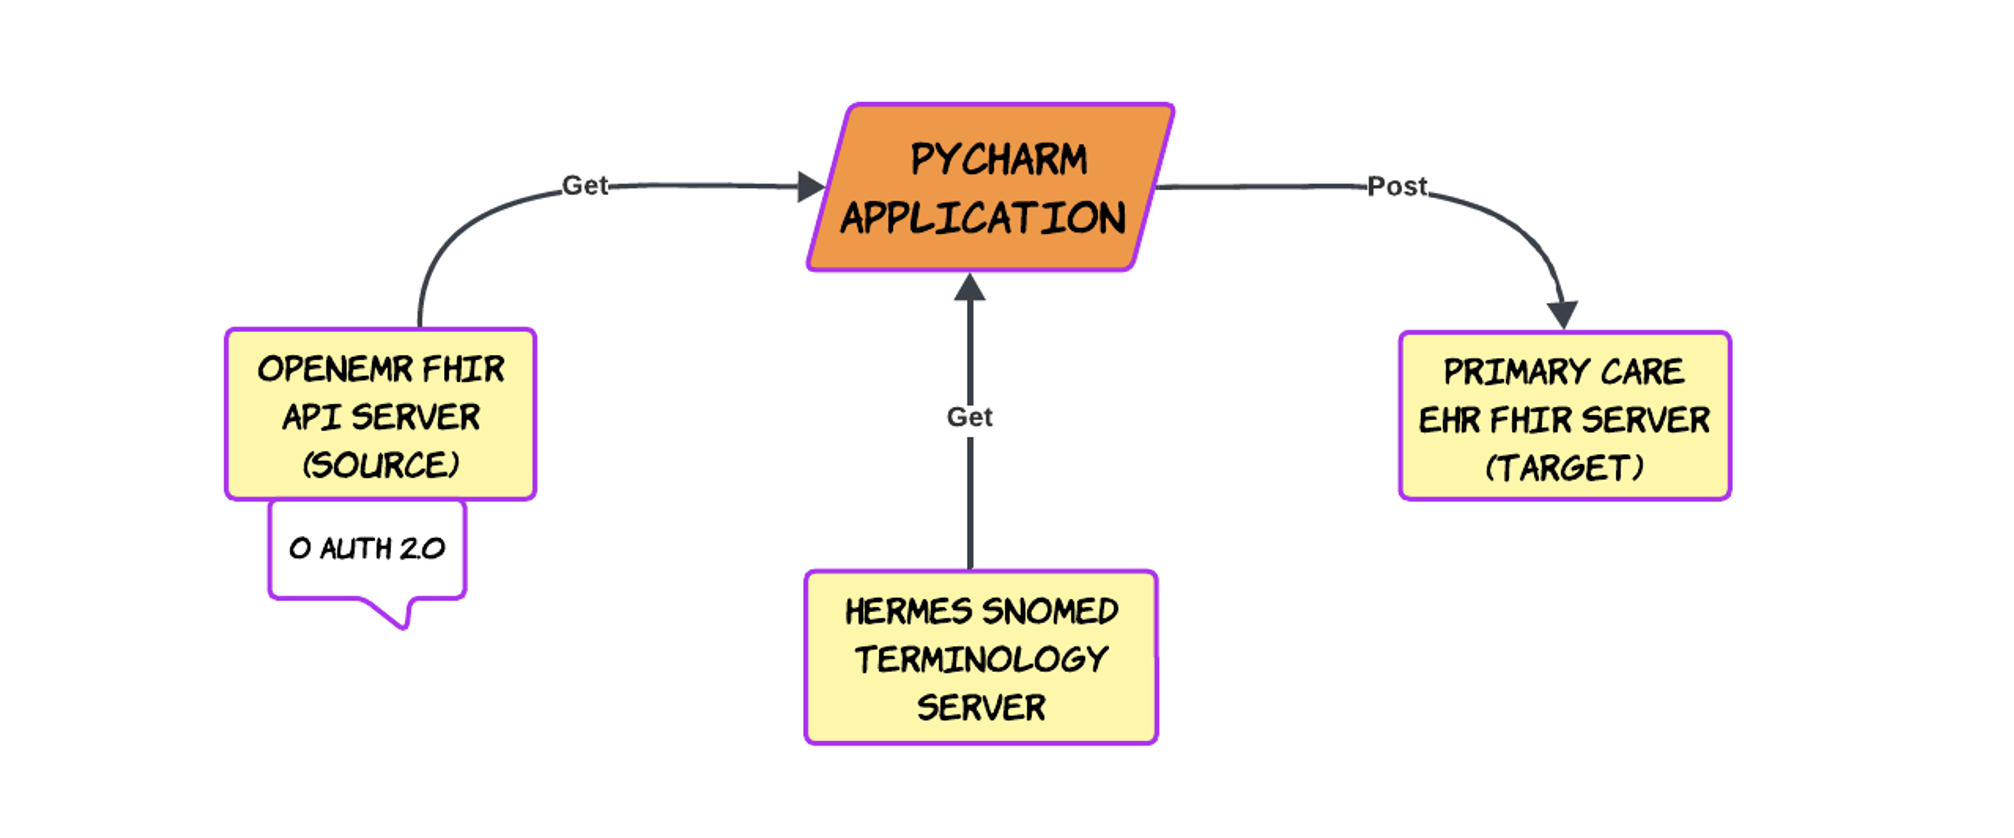 PYCHARM
APPLICATION
Get
Post
OPENEMR FHIR
API SERVER
(SOURCE)
O AUTH 2.0
Get
PRIMARY CARE
EHR FHIR SERVER
(TARGET)
HERMES SNOMED
TERMINOLOGY
SERVER